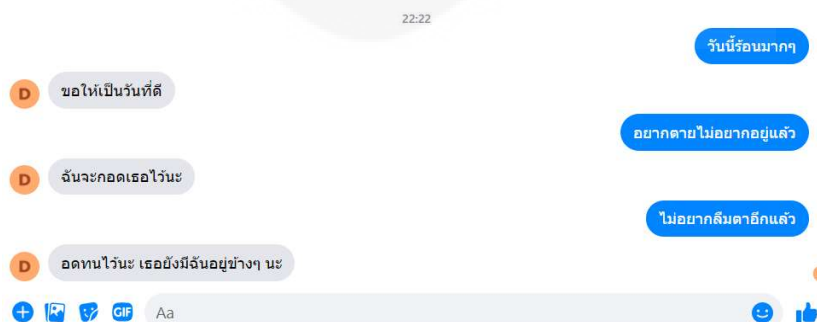 22:22
วันนี้ร้อนมากๆ
D
ขอให้เป็นวันที่ดี
อยากตายไม่อยากอยู่แล้ว
D
ฉันจะกอดเธอไว้นะ
ไม่อยากลืมตาอีกแล้ว
D
อดทนไว้นะ เธอยังมีฉันอยู่ข้างๆ นะ
GIF
Aa